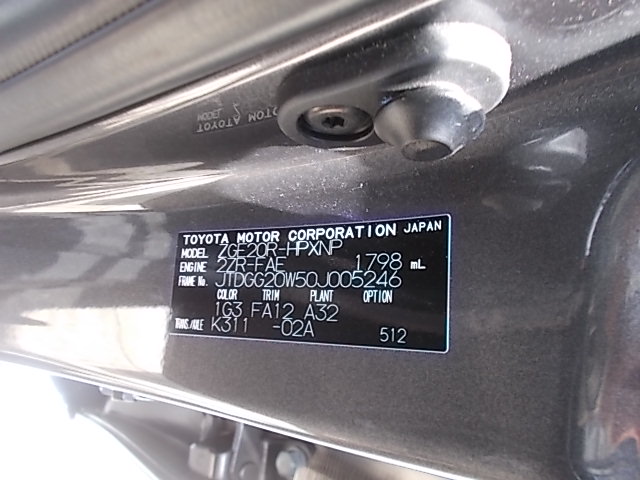 TOYOTA MOTOR CORPORATION JAPAN
MODEL ZGE20R-HPXNP
ENGINE 2ZR-FAE 1798 mL
FRAME No. JTDGG20W50J005246
COLOR TRIM PLANT OPTION
1G3 FA12 A32
TRANS./AXLE K311 -02A 512